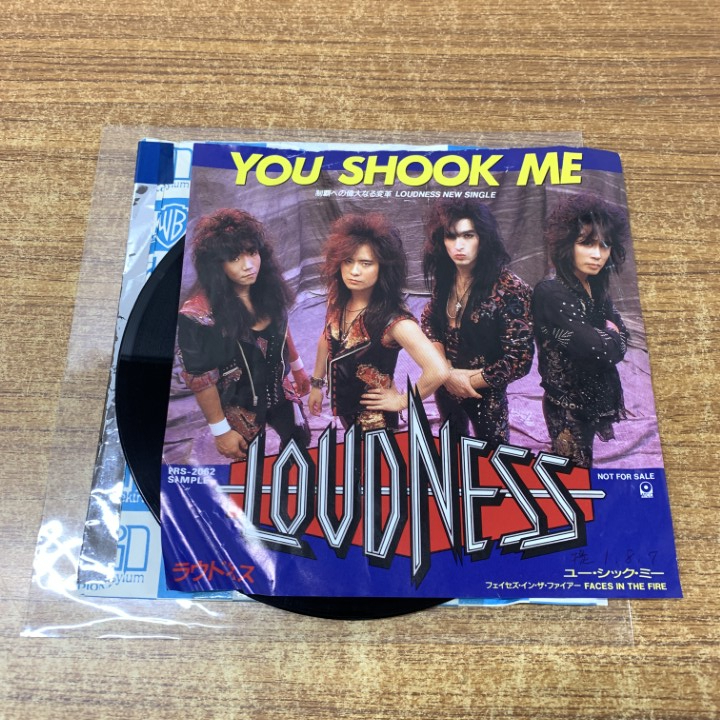 YOU SHOOK ME
制覇への偉大なる変革 LOUDNESS NEW SINGLE
WB
LOUDNESS
PRS-2062
SAMPLE
NOT FOR SALE
ラウドネス
ユー・シック・ミー
フェイセズ・イン・ザ・ファイアー FACES IN THE FIRE